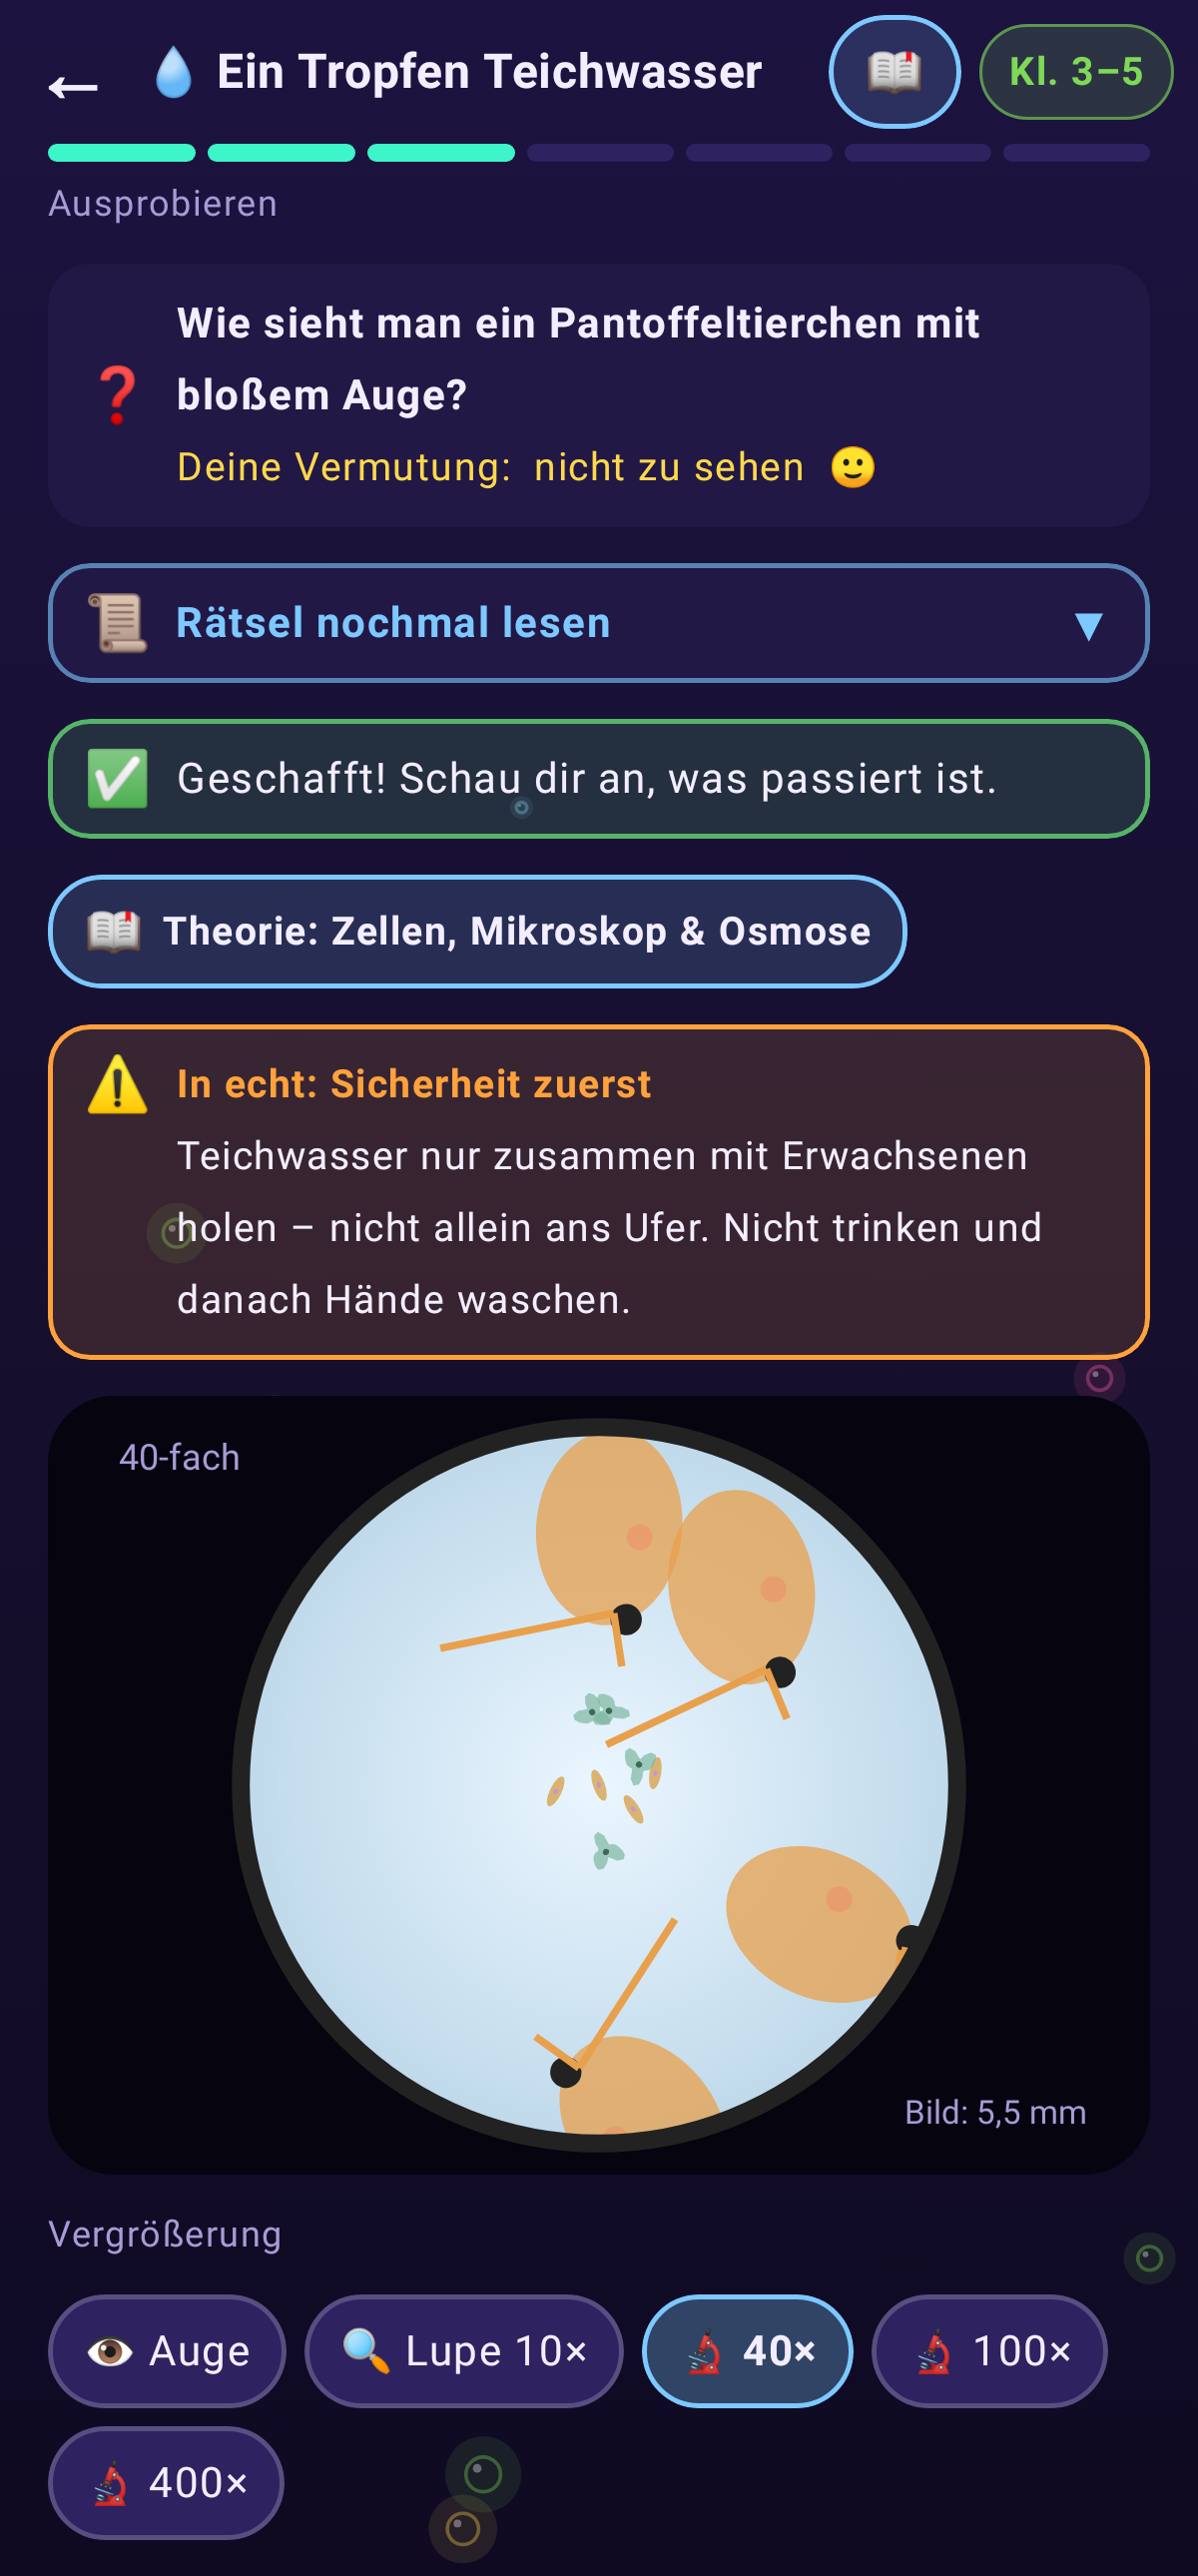 Ein Tropfen Teichwasser
Kl. 3–5
Ausprobieren
Wie sieht man ein Pantoffeltierchen mit
bloßem Auge?
Deine Vermutung: nicht zu sehen
Rätsel nochmal lesen
Geschafft! Schau dir an, was passiert ist.
Theorie: Zellen, Mikroskop & Osmose
In echt: Sicherheit zuerst
Teichwasser nur zusammen mit Erwachsenen
holen – nicht allein ans Ufer. Nicht trinken und
danach Hände waschen.
40-fach
Bild: 5,5 mm
Vergrößerung
Auge
Lupe 10×
40×
100×
400×